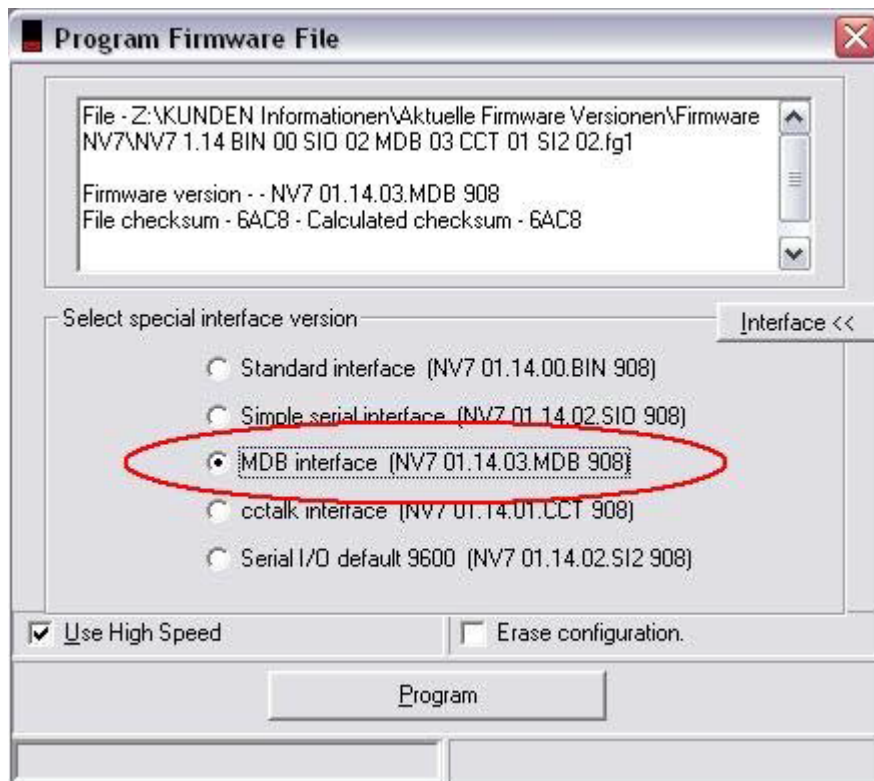 Program Firmware File
File - Z:\KUNDEN Informationen\Aktuelle Firmware Versionen\Firmware
NV7\NV7 1.14 BIN 00 SIO 02 MDB 03 CCT 01 SI2 02.fg1
Firmware version - - NV7 01.14.03.MDB 908
File checksum - 6AC8 - Calculated checksum - 6AC8
Select special interface version
Interface <<
Standard interface (NV7 01.14.00.BIN 908)
Simple serial interface (NV7 01.14.02.SIO 908)
MDB interface (NV7 01.14.03.MDB 908)
cctalk interface (NV7 01.14.01.CCT 908)
Serial I/O default 9600 (NV7 01.14.02.SI2 908)
Use High Speed
Erase configuration.
Program